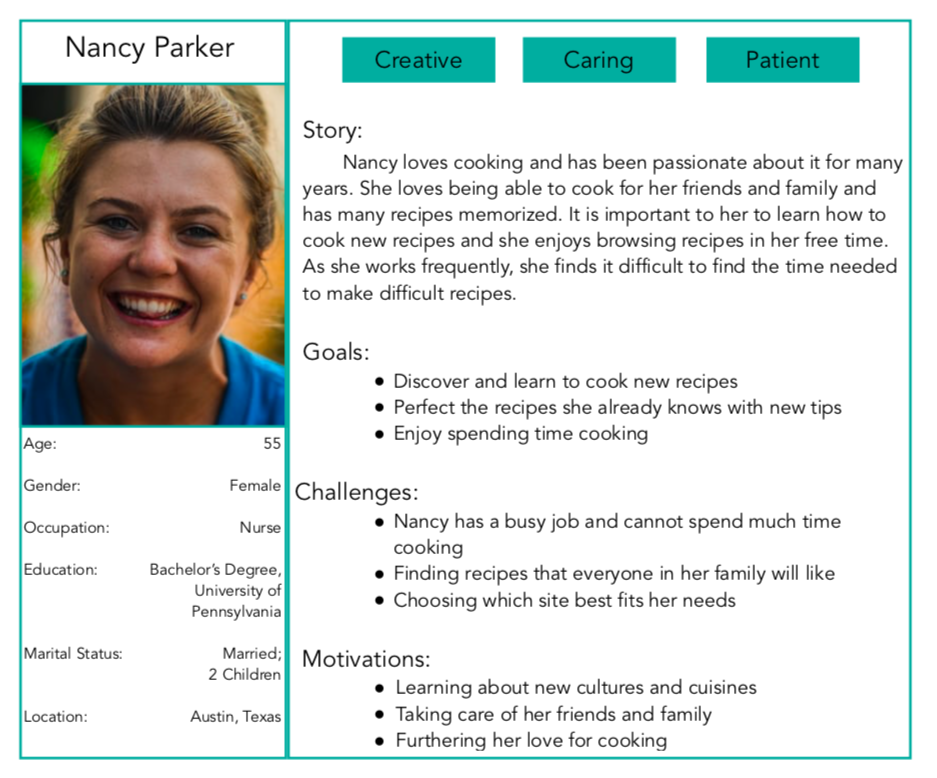 Nancy Parker
Creative
Caring
Patient
Story:
Nancy loves cooking and has been passionate about it for many
years. She loves being able to cook for her friends and family and
has many recipes memorized. It is important to her to learn how to
cook new recipes and she enjoys browsing recipes in her free time.
As she works frequently, she finds it difficult to find the time needed
to make difficult recipes.
Goals:
● Discover and learn to cook new recipes
● Perfect the recipes she already knows with new tips
● Enjoy spending time cooking
Challenges:
● Nancy has a busy job and cannot spend much time
cooking
● Finding recipes that everyone in her family will like
● Choosing which site best fits her needs
Motivations:
● Learning about new cultures and cuisines
● Taking care of her friends and family
● Furthering her love for cooking
Age: 55
Gender: Female
Occupation: Nurse
Education: Bachelor's Degree,
University of
Pennsylvania
Marital Status: Married;
2 Children
Location: Austin, Texas